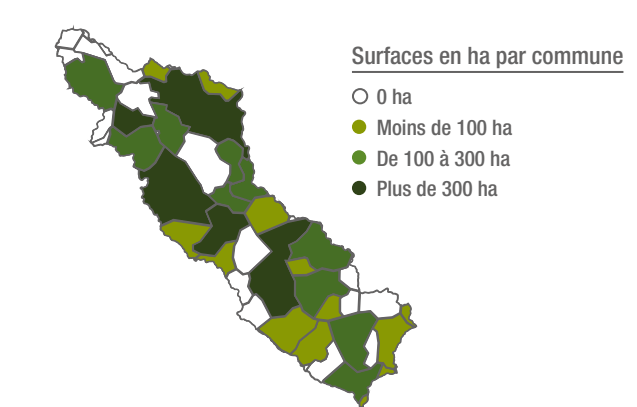 Surfaces en ha par commune
0 ha
Moins de 100 ha
De 100 à 300 ha
Plus de 300 ha